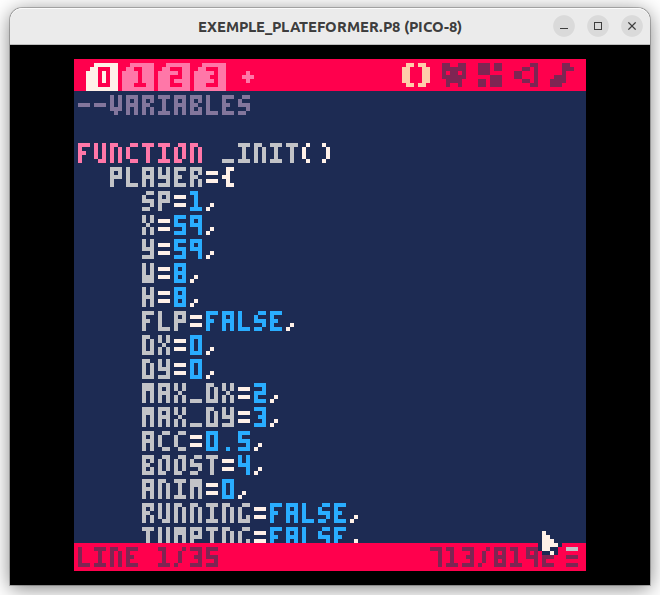 EXEMPLE_PLATEFORMER.P8 (PICO-8)
0 1 2 3 +
--VARIABLES
FUNCTION _INIT()
PLAYER={
SP=1,
X=59,
Y=59,
W=8,
H=8,
FLP=FALSE,
DX=0,
DY=0,
MAX_DX=2,
MAX_DY=3,
ACC=0.5,
BOOST=4,
ANIM=0,
RUNNING=FALSE,
JUMPING=FALSE,
LINE 1/35 713/8192